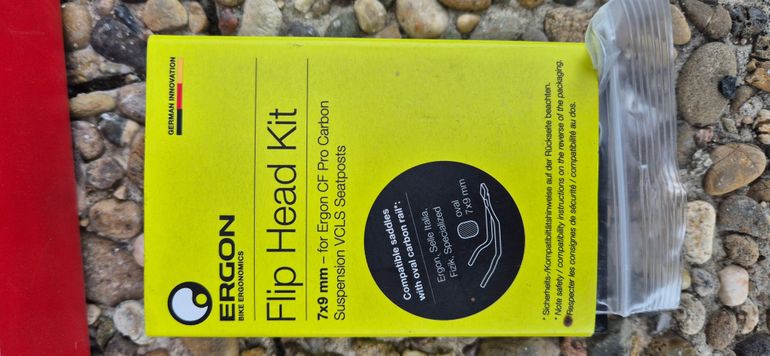 GERMAN INNOVATION
ERGON
BIKE ERGONOMICS
Flip Head Kit
7x9 mm – for Ergon CF Pro Carbon
Suspension VCLS Seatposts
Compatible saddles
with oval carbon rail*:
Ergon, Selle Italia,
Fizik, Specialized
oval
7x9 mm
* Sicherheits-/Kompatibilitätshinweise auf der Rückseite beachten.
* Note safety / compatibility instructions on the reverse of the packaging.
* Respecter les consignes de sécurité / compatibilité au dos.